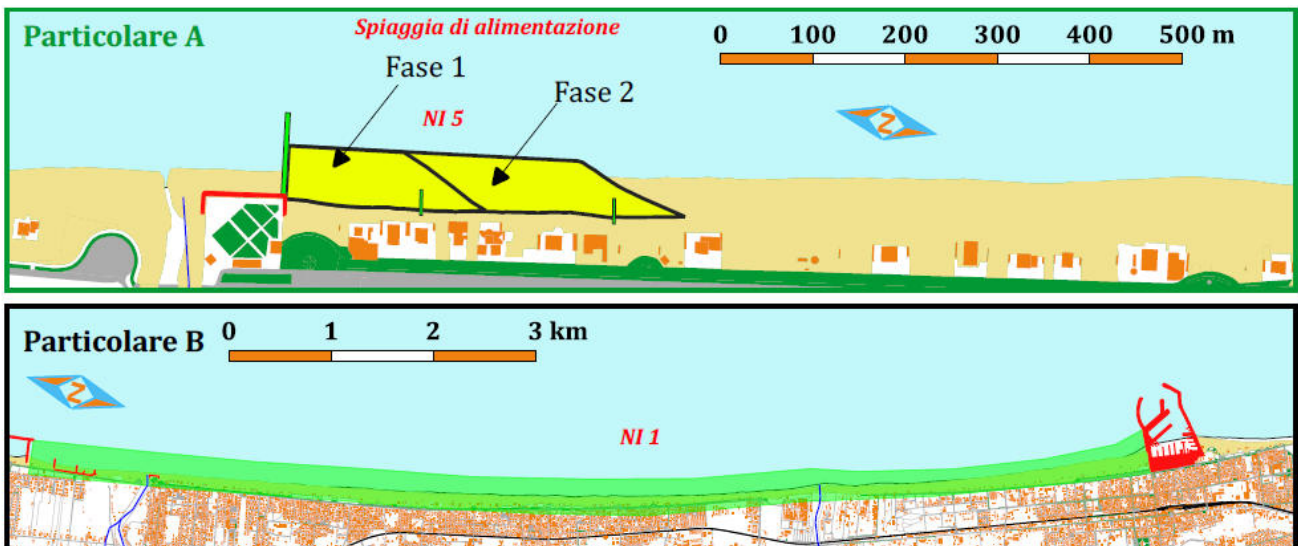 Particolare A
Spiaggia di alimentazione
0 100 200 300 400 500 m
Fase 1
Fase 2
NI 5
N
Particolare B
0 1 2 3 km
N
NI 1